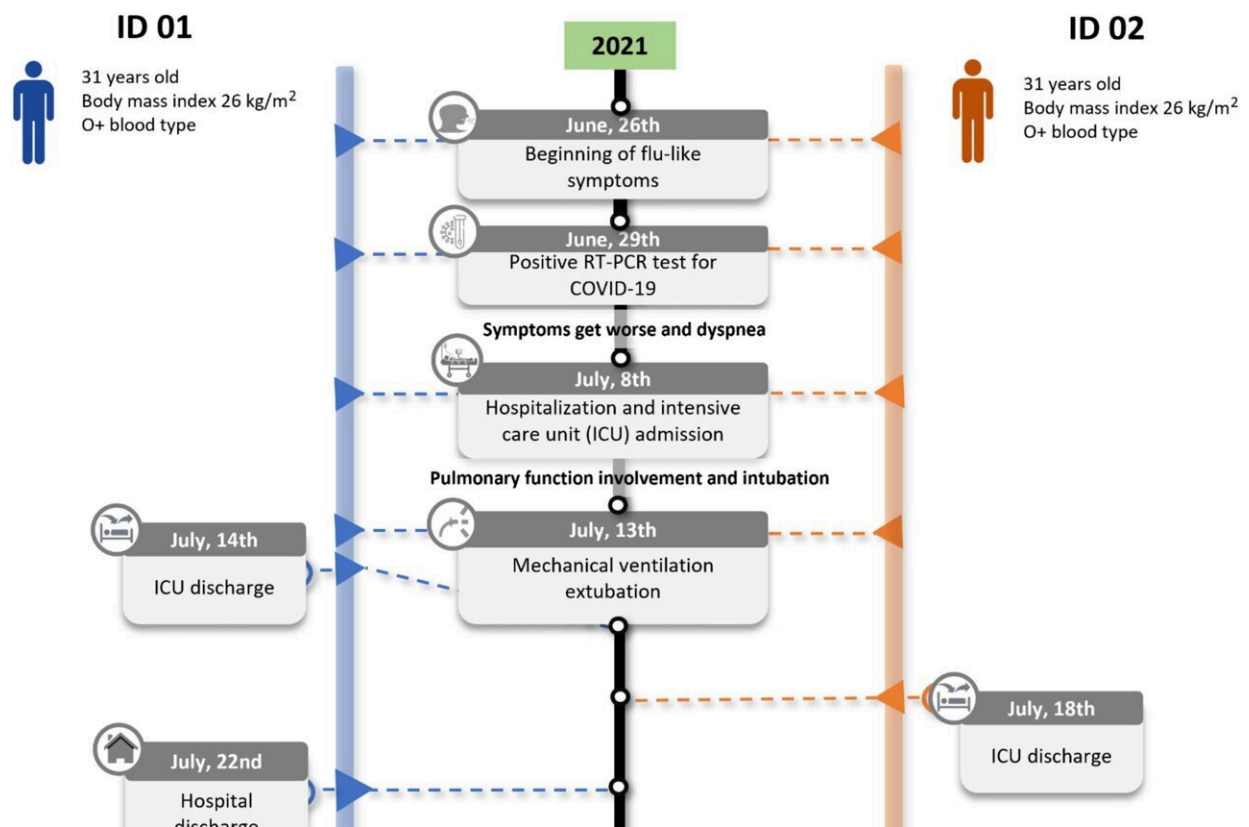 ID 01
31 years old
Body mass index 26 kg/m²
O+ blood type
2021
ID 02
31 years old
Body mass index 26 kg/m²
O+ blood type
June, 26th
Beginning of flu-like
symptoms
June, 29th
Positive RT-PCR test for
COVID-19
Symptoms get worse and dyspnea
July, 8th
Hospitalization and intensive
care unit (ICU) admission
Pulmonary function involvement and intubation
July, 13th
Mechanical ventilation
extubation
July, 14th
ICU discharge
July, 18th
ICU discharge
July, 22nd
Hospital
discharge